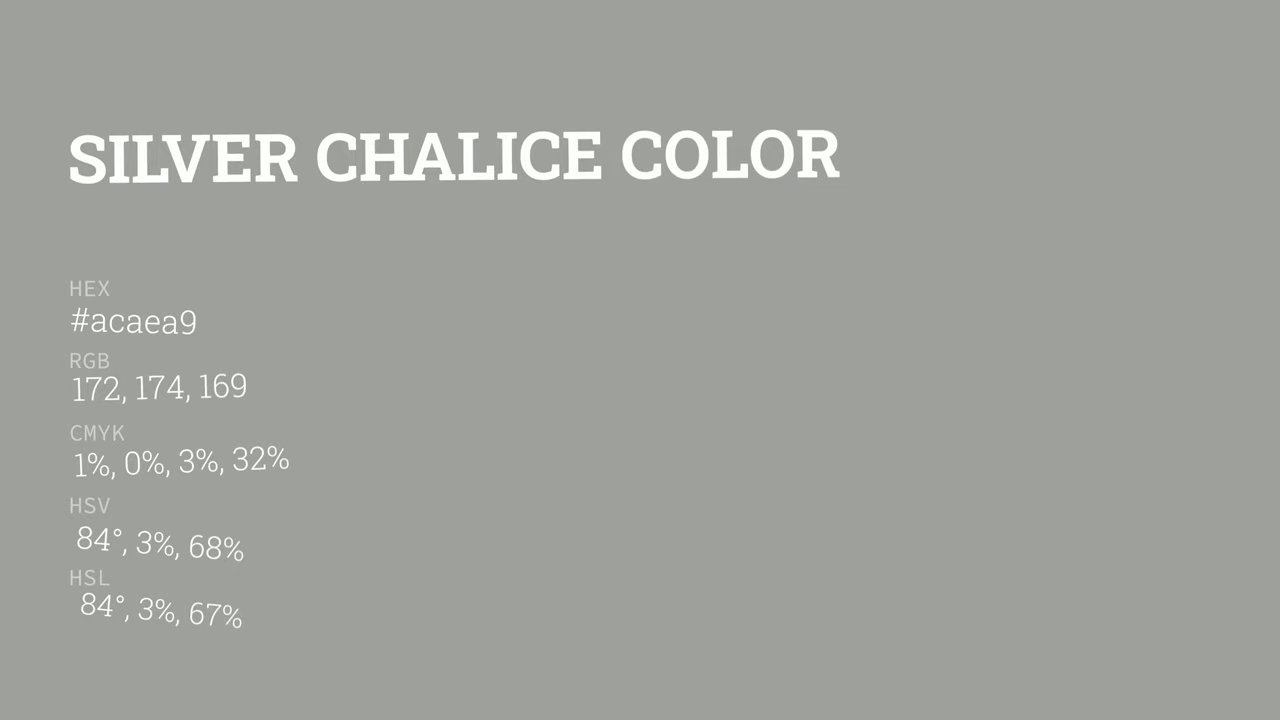 SILVER CHALICE COLOR
HEX
#acaea9
RGB
172, 174, 169
CMYK
1%, 0%, 3%, 32%
HSV
84°, 3%, 68%
HSL
84°, 3%, 67%